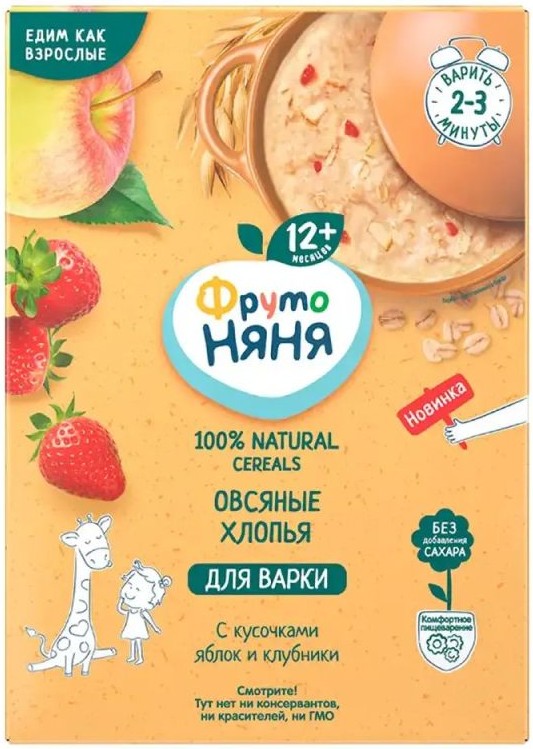 ЕДИМ КАК
ВЗРОСЛЫЕ
ВАРИТЬ
2-3
МИНУТЫ
12+
месяцев
ФрутО
НЯНЯ
Новинка
100% NATURAL
CEREALS
ОВСЯНЫЕ
ХЛОПЬЯ
ДЛЯ ВАРКИ
БЕЗ
добавления
САХАРА
Комфортное
пищеварение
С кусочками
яблок и клубники
Смотрите!
Тут нет ни консервантов,
ни красителей, ни ГМО